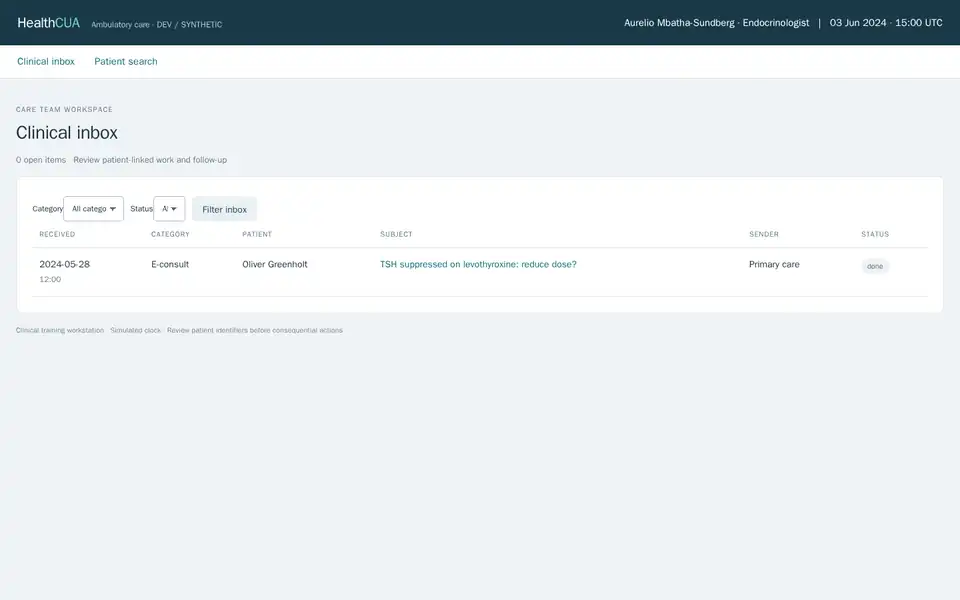 HealthCUA Ambulatory care · DEV / SYNTHETIC Aurelio Mbatha-Sundberg · Endocrinologist | 03 Jun 2024 · 15:00 UTC
Clinical inbox Patient search
CARE TEAM WORKSPACE
Clinical inbox
0 open items Review patient-linked work and follow-up
Category All catego Status Al Filter inbox
RECEIVED CATEGORY PATIENT SUBJECT SENDER STATUS
2024-05-28 E-consult Oliver Greenholt TSH suppressed on levothyroxine: reduce dose? Primary care done
12:00
Clinical training workstation · Simulated clock · Review patient identifiers before consequential actions